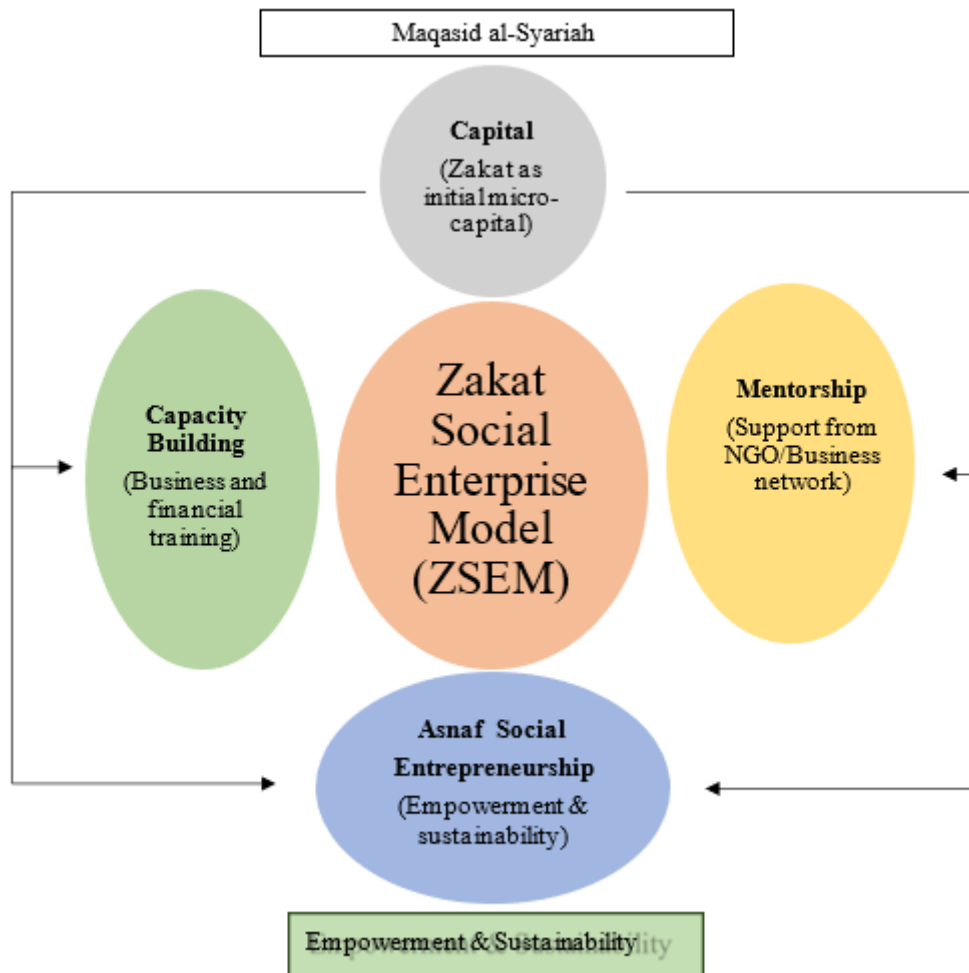 Maqasid al-Syariah
Capital
(Zakat as
initial micro-
capital)
Capacity
Building
(Business and
financial
training)
Zakat
Social
Enterprise
Model
(ZSEM)
Mentorship
(Support from
NGO/Business
network)
Asnaf Social
Entrepreneurship
(Empowerment &
sustainability)
Empowerment & Sustainability